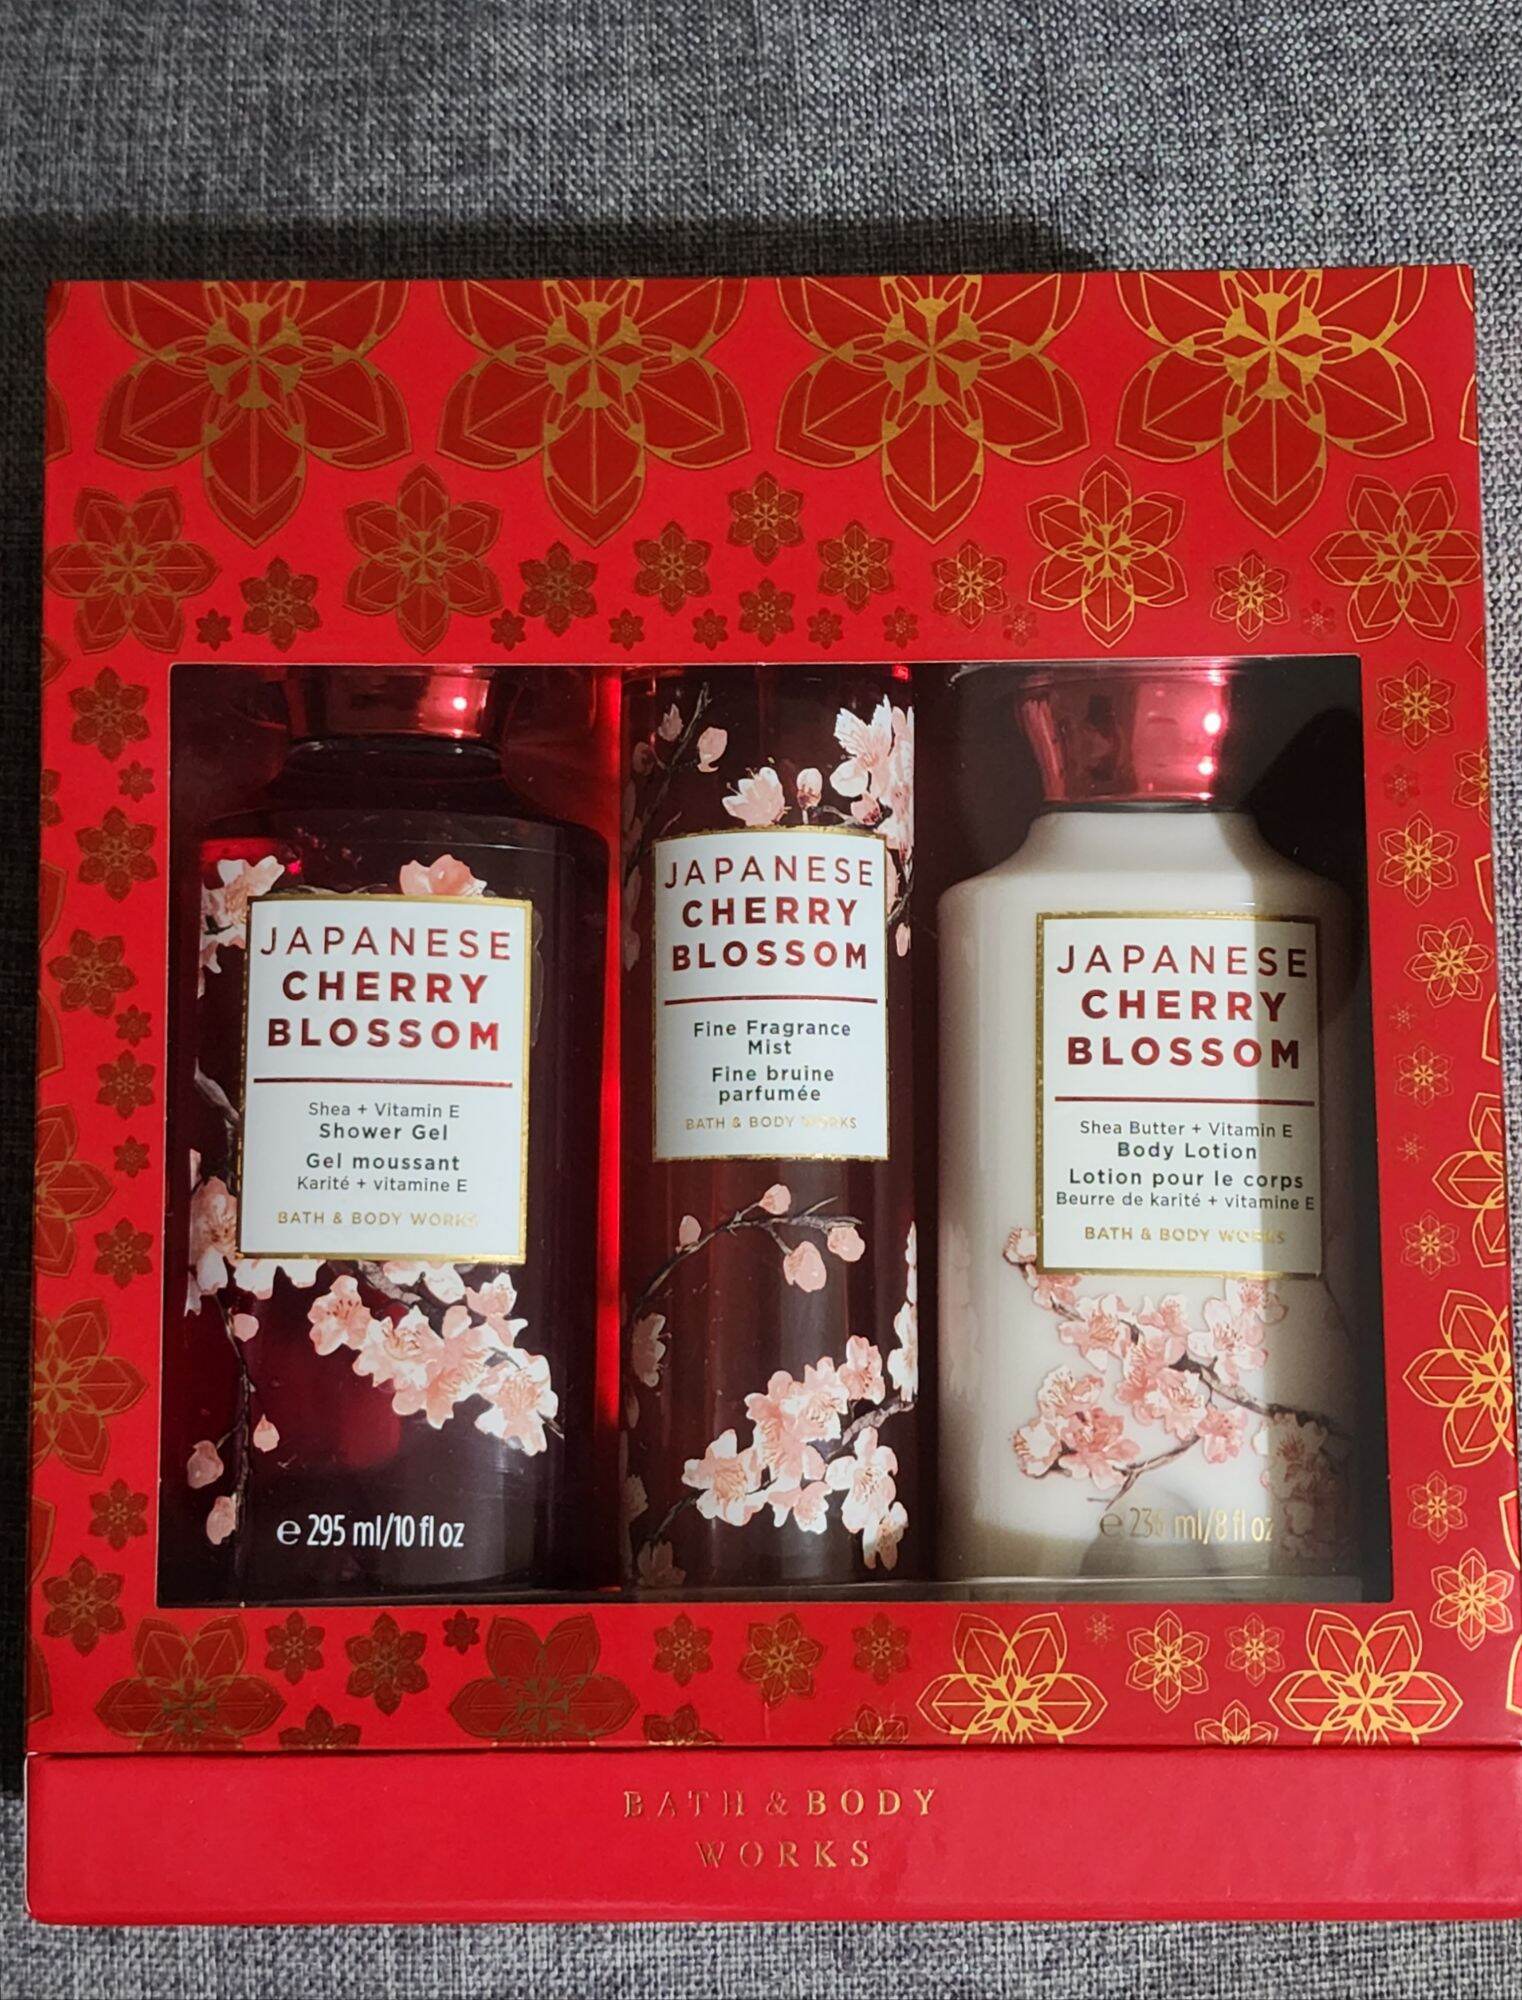 JAPANESE
CHERRY
BLOSSOM
Shea + Vitamin E
Shower Gel
Gel moussant
Karité + vitamine E
BATH & BODY WORKS
e 295 ml/10 fl oz
JAPANESE
CHERRY
BLOSSOM
Fine Fragrance
Mist
Fine bruine
parfumée
BATH & BODY WORKS
JAPANESE
CHERRY
BLOSSOM
Shea Butter + Vitamin E
Body Lotion
Lotion pour le corps
Beurre de karité + vitamine E
BATH & BODY WORKS
e 236 ml/8 fl oz
BATH & BODY
WORKS